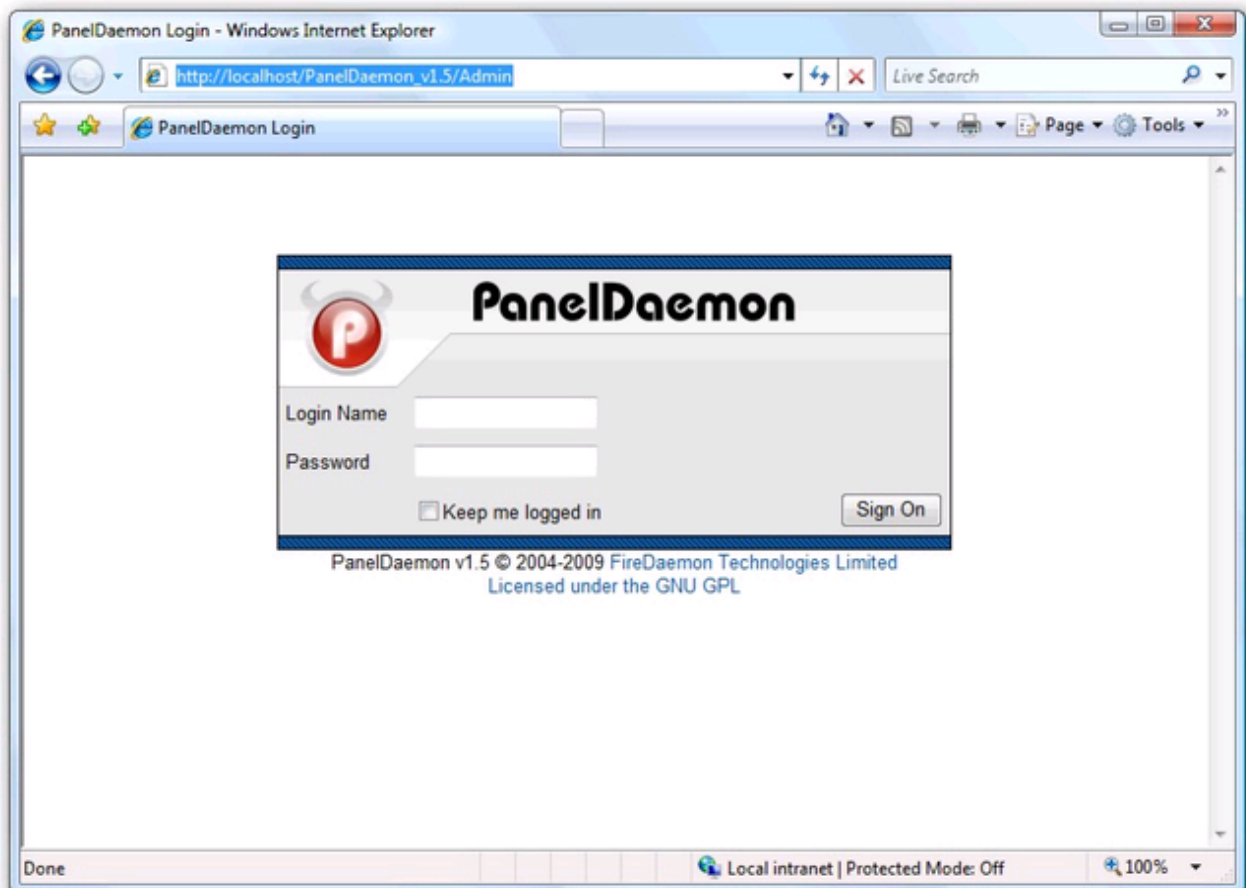 PanelDaemon Login - Windows Internet Explorer
http://localhost/PanelDaemon_v1.5/Admin
Live Search
PanelDaemon Login
Page
Tools
P
PanelDaemon
Login Name
Password
Keep me logged in
Sign On
PanelDaemon v1.5 © 2004-2009 FireDaemon Technologies Limited
Licensed under the GNU GPL
Done
Local intranet | Protected Mode: Off
100%